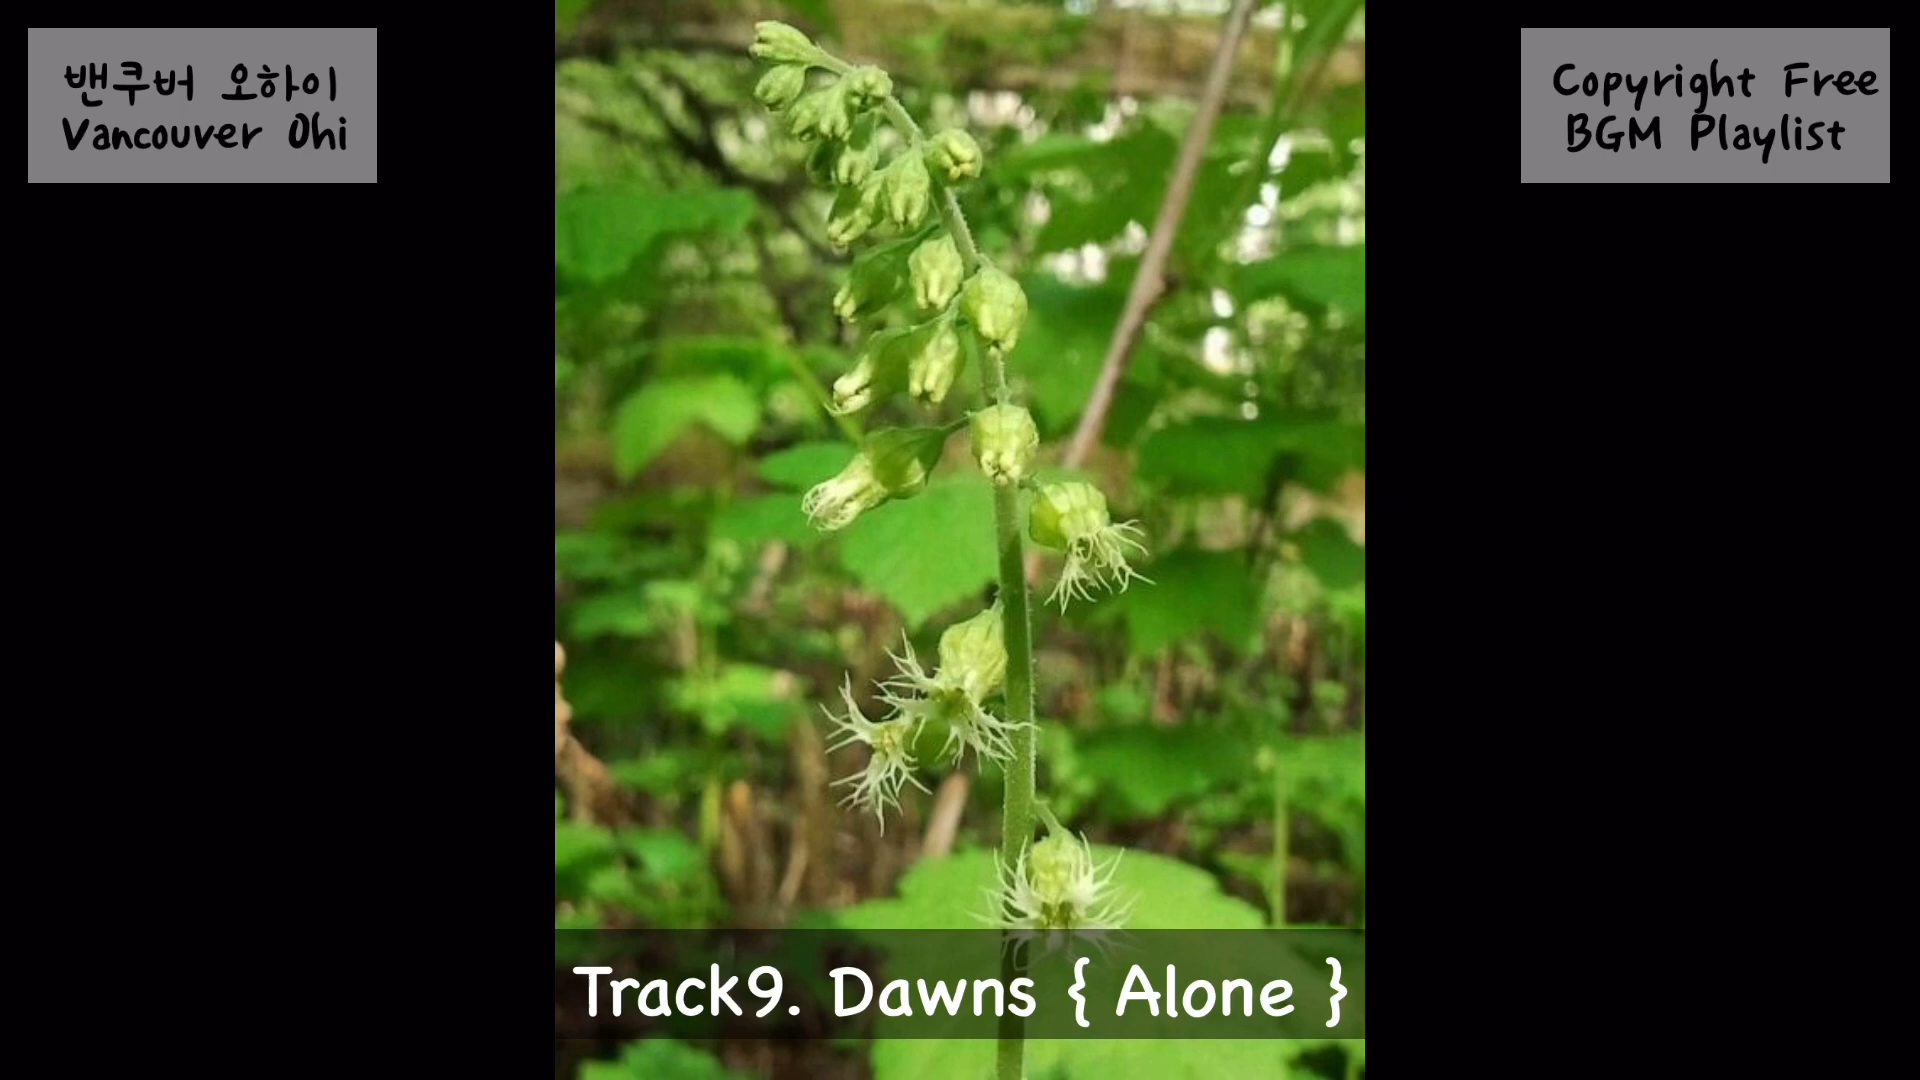 밴쿠버 오하이
Vancouver Ohi
Copyright Free
BGM Playlist
Track9. Dawns { Alone }